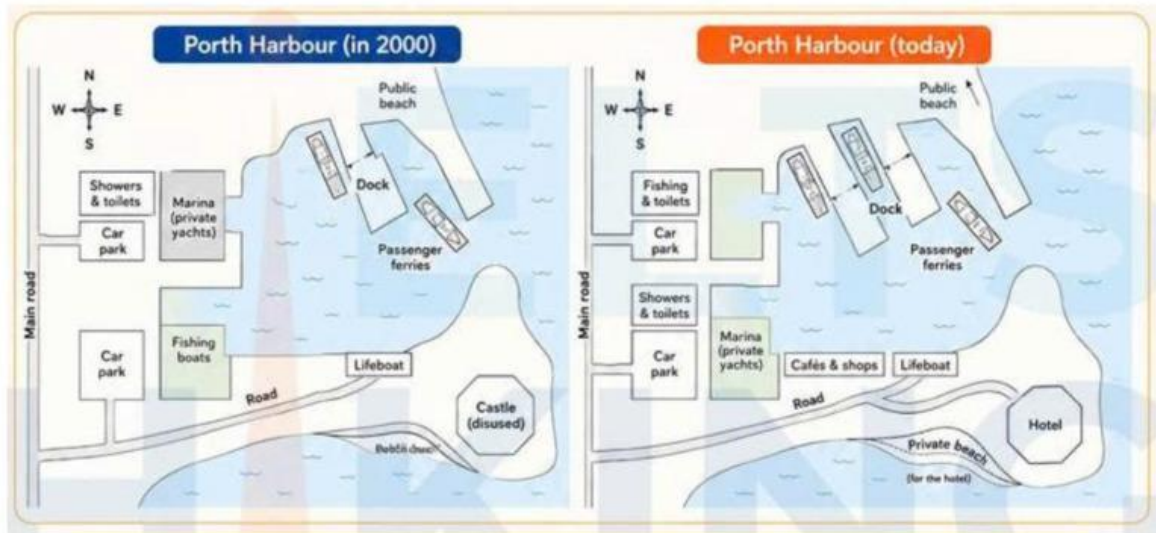 Porth Harbour (in 2000)
N
W E
S
Public
beach
Showers
& toilets
Marina
(private
yachts)
Dock
Car
park
Passenger
ferries
Main road
Fishing
boats
Car
park
Lifeboat
Road
Castle
(disused)
Porth Harbour (today)
N
W E
S
Public
beach
Fishing
& toilets
Dock
Car
park
Passenger
ferries
Main road
Showers
& toilets
Marina
(private
yachts)
Car
park
Cafés & shops
Lifeboat
Road
Hotel
Private beach
(for the hotel)